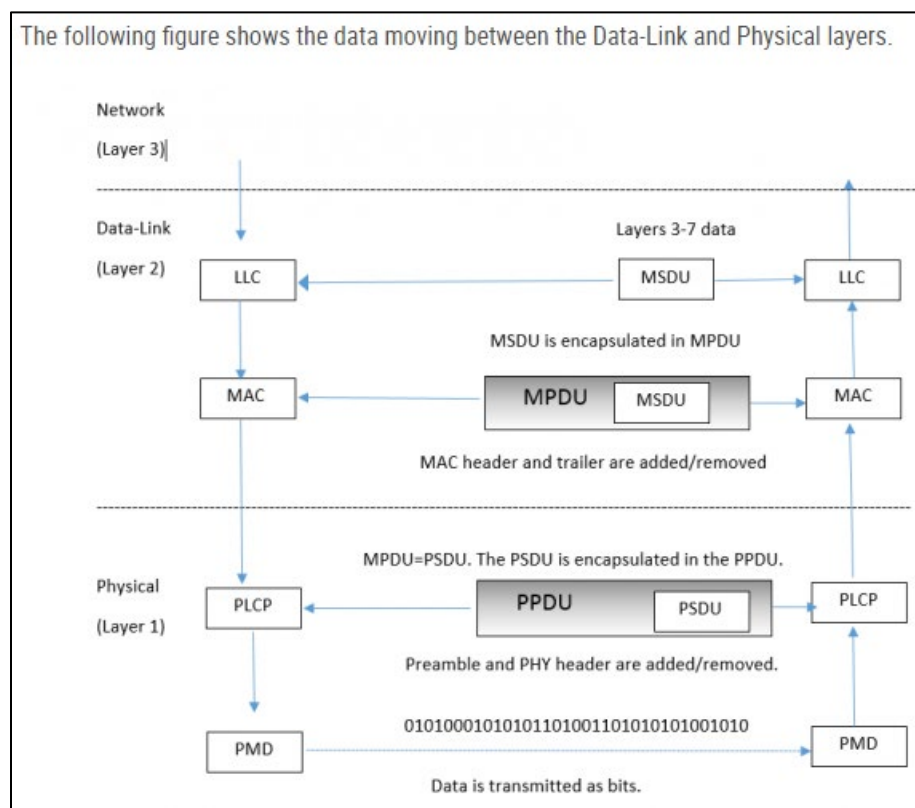 The following figure shows the data moving between the Data-Link and Physical layers.
Network
(Layer 3)
Data-Link
Layers 3-7 data
(Layer 2)
LLC
MSDU
LLC
MSDU is encapsulated in MPDU
MAC
MPDU
MSDU
MAC
MAC header and trailer are added/removed
MPDU=PSDU. The PSDU is encapsulated in the PPDU.
Physical
(Layer 1)
PLCP
PPDU
PSDU
PLCP
Preamble and PHY header are added/removed.
0101000101010110100110101010100​1010
PMD
PMD
Data is transmitted as bits.